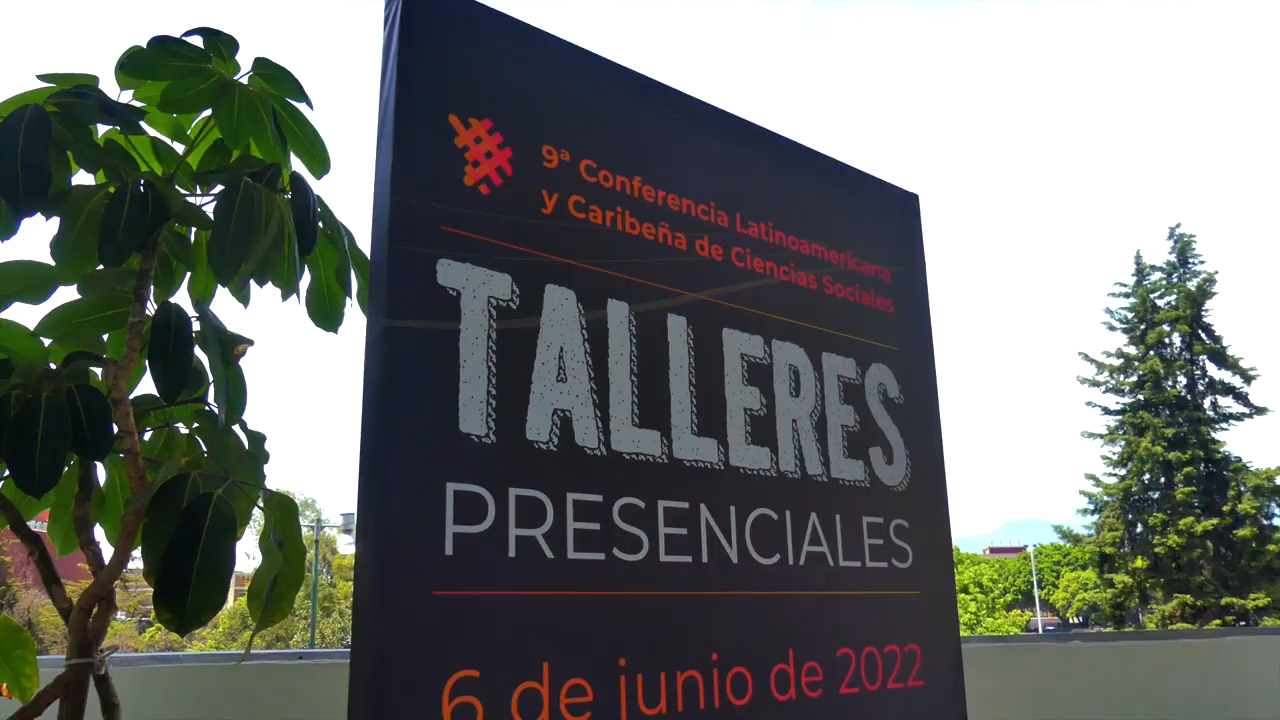 9ª Conferencia Latinoamericana
y Caribeña de Ciencias Sociales
TALLERES
PRESENCIALES
6 de junio de 2022